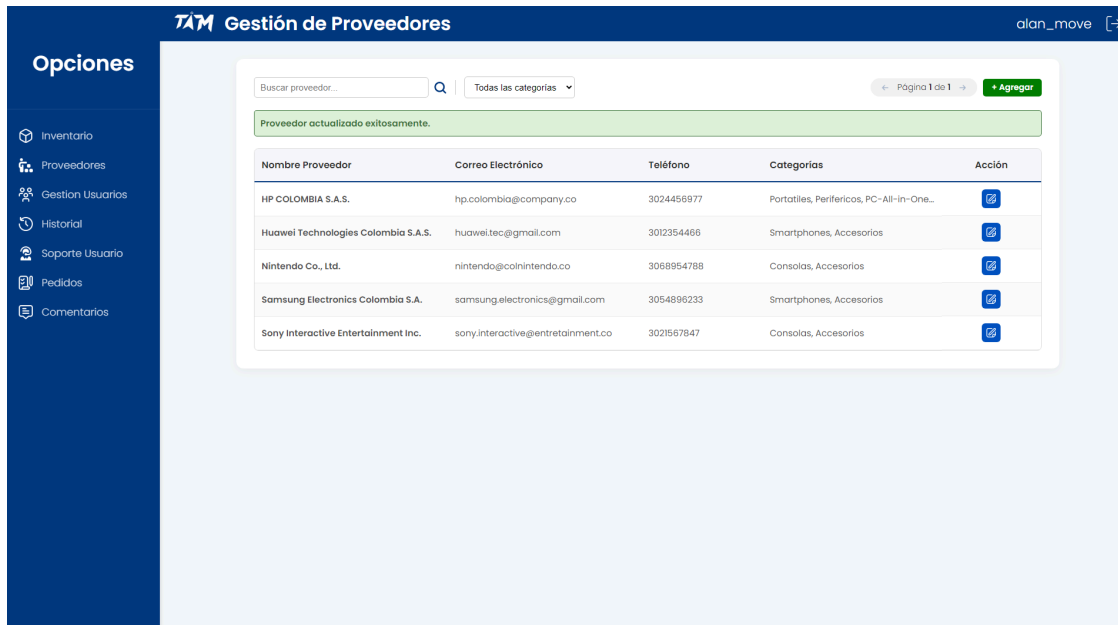 TAM Gestión de Proveedores
alan_move
Opciones
Inventario
Proveedores
Gestion Usuarios
Historial
Soporte Usuario
Pedidos
Comentarios
Buscar proveedor... Todas las categorias ← Página 1 de 1 → + Agregar
Proveedor actualizado exitosamente.
Nombre Proveedor Correo Electrónico Teléfono Categorías Acción
HP COLOMBIA S.A.S. hp.colombia@company.co 3024456977 Portatiles, Perifericos, PC-All-in-One...
Huawei Technologies Colombia S.A.S. huawei.tec@gmail.com 3012354466 Smartphones, Accesorios
Nintendo Co., Ltd. nintendo@colnintendo.co 3068954788 Consolas, Accesorios
Samsung Electronics Colombia S.A. samsung.electronics@gmail.com 3054896233 Smartphones, Accesorios
Sony Interactive Entertainment Inc. sony.interactive@entretainment.co 3021567847 Consolas, Accesorios